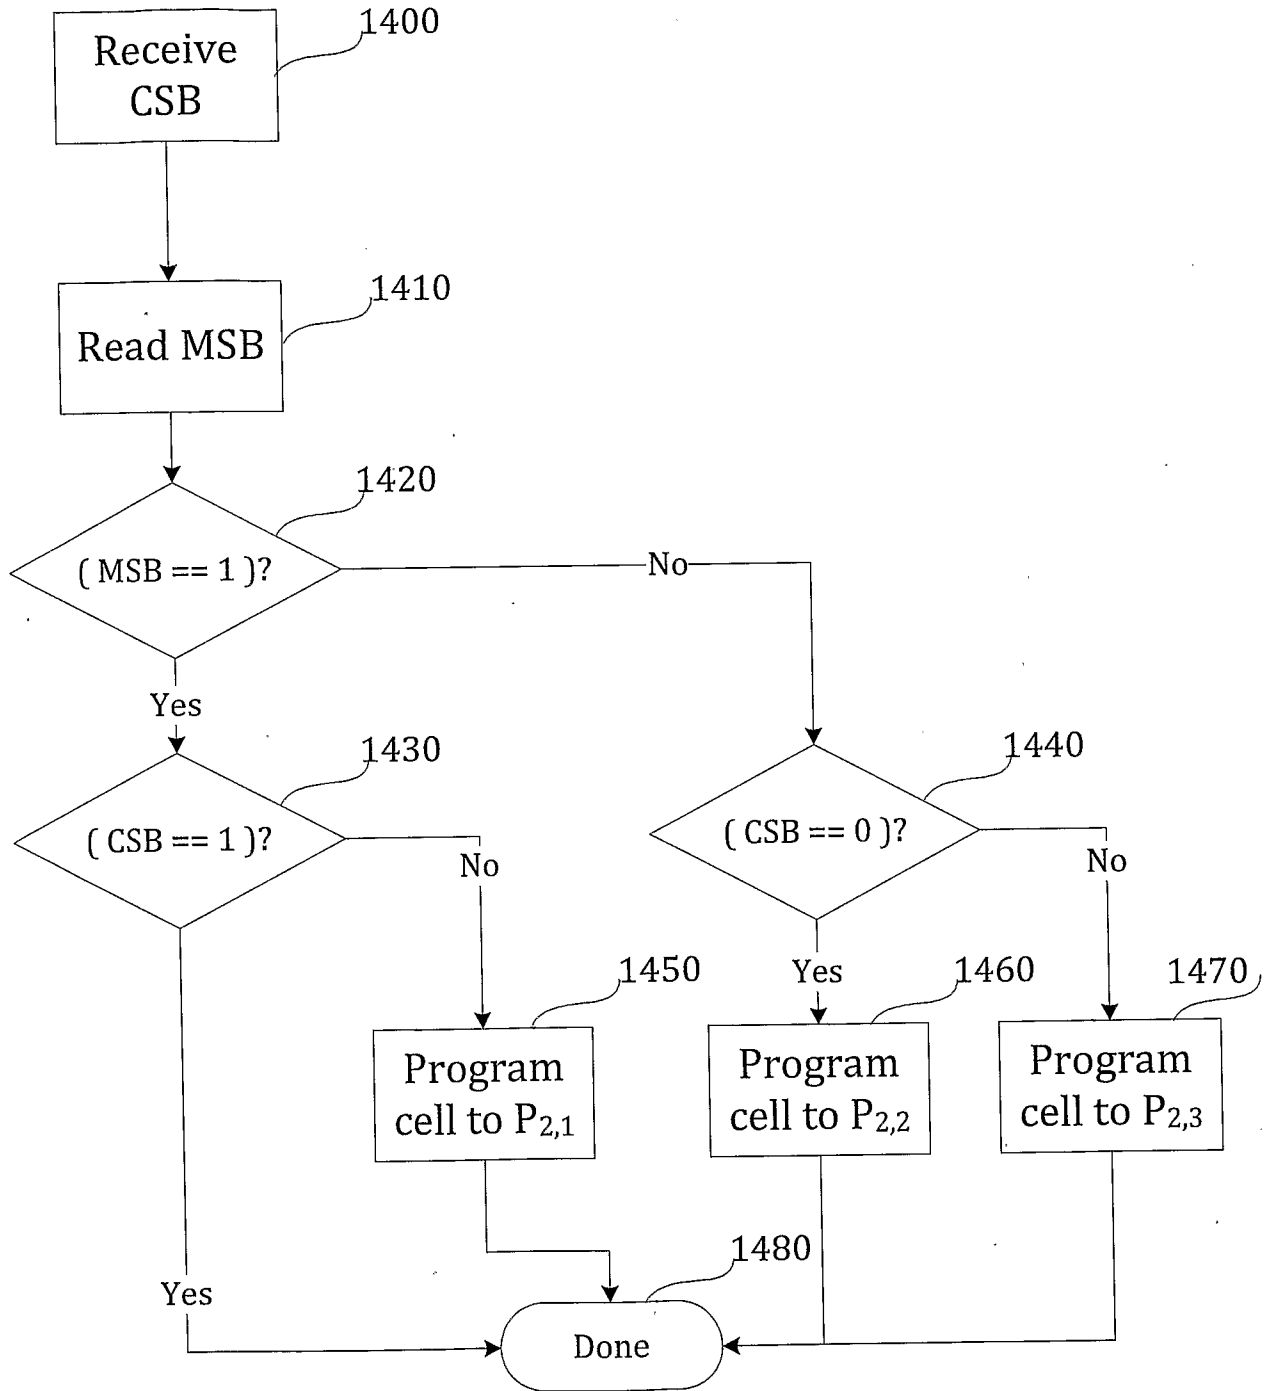 1400
Receive
CSB
1410
Read MSB
1420
( MSB == 1 )?
No
Yes
1430
( CSB == 1 )?
No
1440
( CSB == 0 )?
No
Yes
1450
Program
cell to P2,1
1460
Program
cell to P2,2
1470
Program
cell to P2,3
Yes
1480
Done